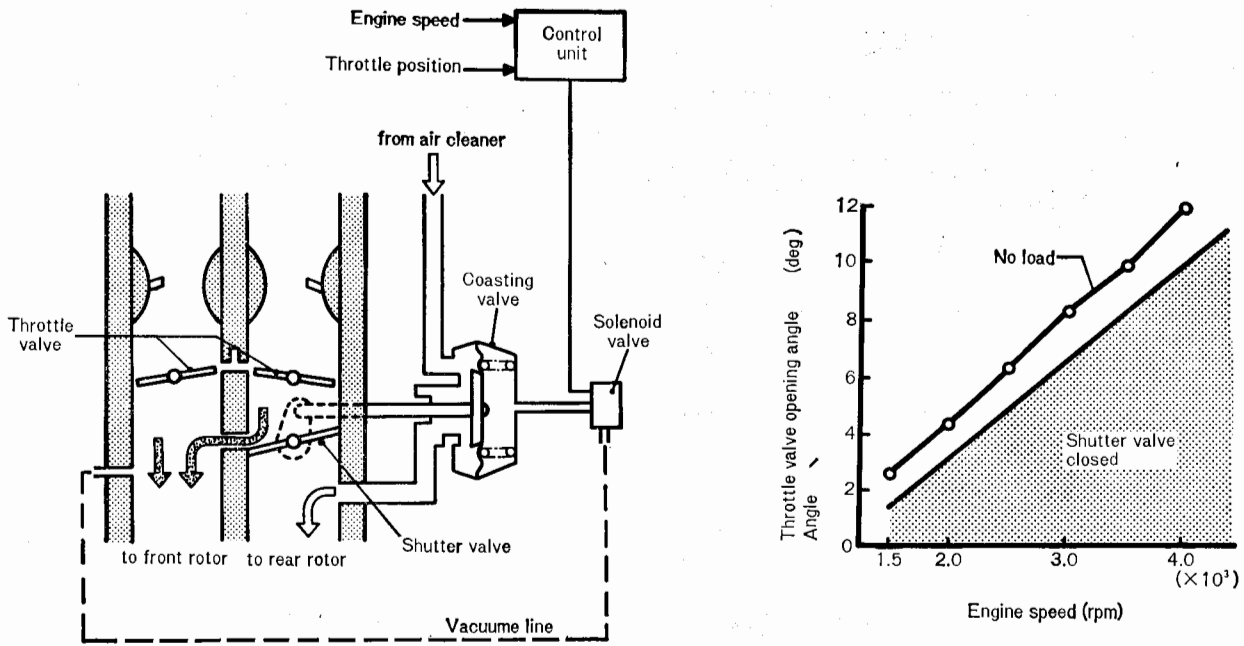 Engine speed
Control
unit
Throttle position
from air cleaner
Coasting
valve
Solenoid
valve
Throttle
valve
Shutter valve
to front rotor
to rear rotor
Vacuume line
Throttle valve opening angle (deg)
Angle
12
10
8
6
4
2
0
No load
Shutter valve
closed
1.5
2.0
3.0
4.0
(×10³)
Engine speed (rpm)